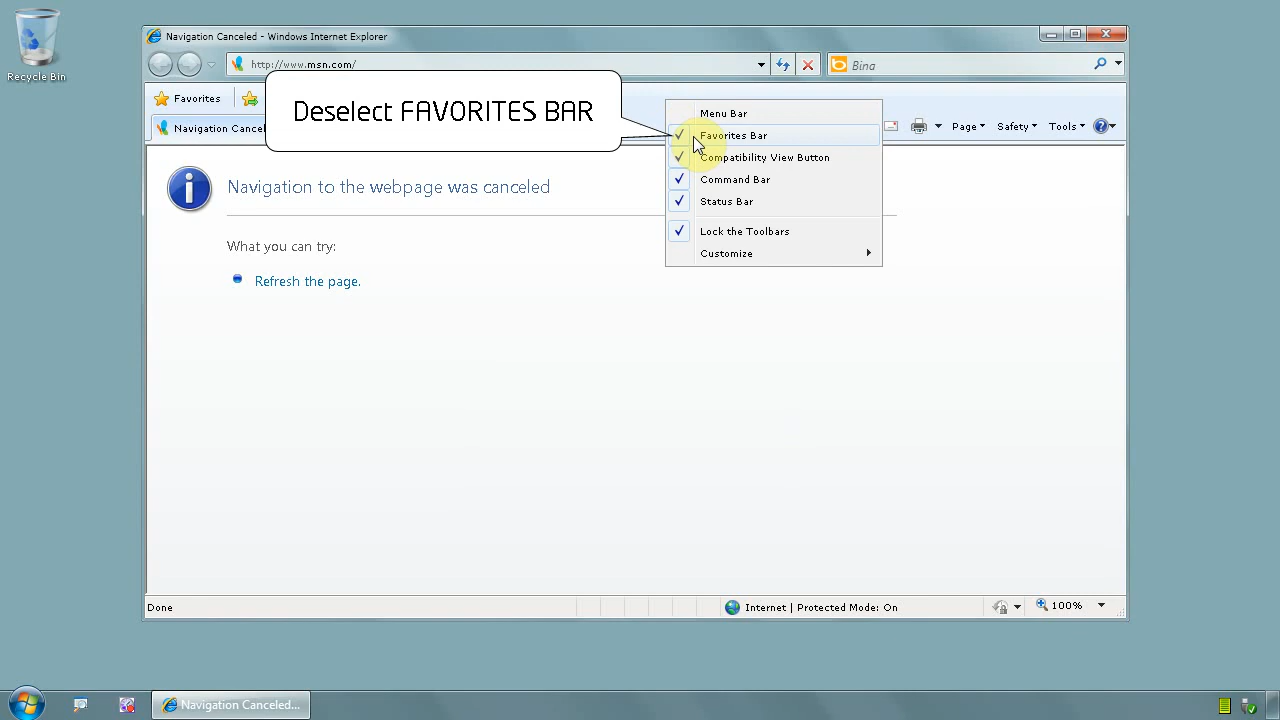 Recycle Bin
Navigation Canceled - Windows Internet Explorer
http://www.msn.com/
Bina
Favorites
Deselect FAVORITES BAR
Navigation Cancel
Page
Safety
Tools
Menu Bar
Favorites Bar
Compatibility View Button
Command Bar
Status Bar
Lock the Toolbars
Customize
Navigation to the webpage was canceled
What you can try:
Refresh the page.
Done
Internet | Protected Mode: On
100%
Navigation Canceled...